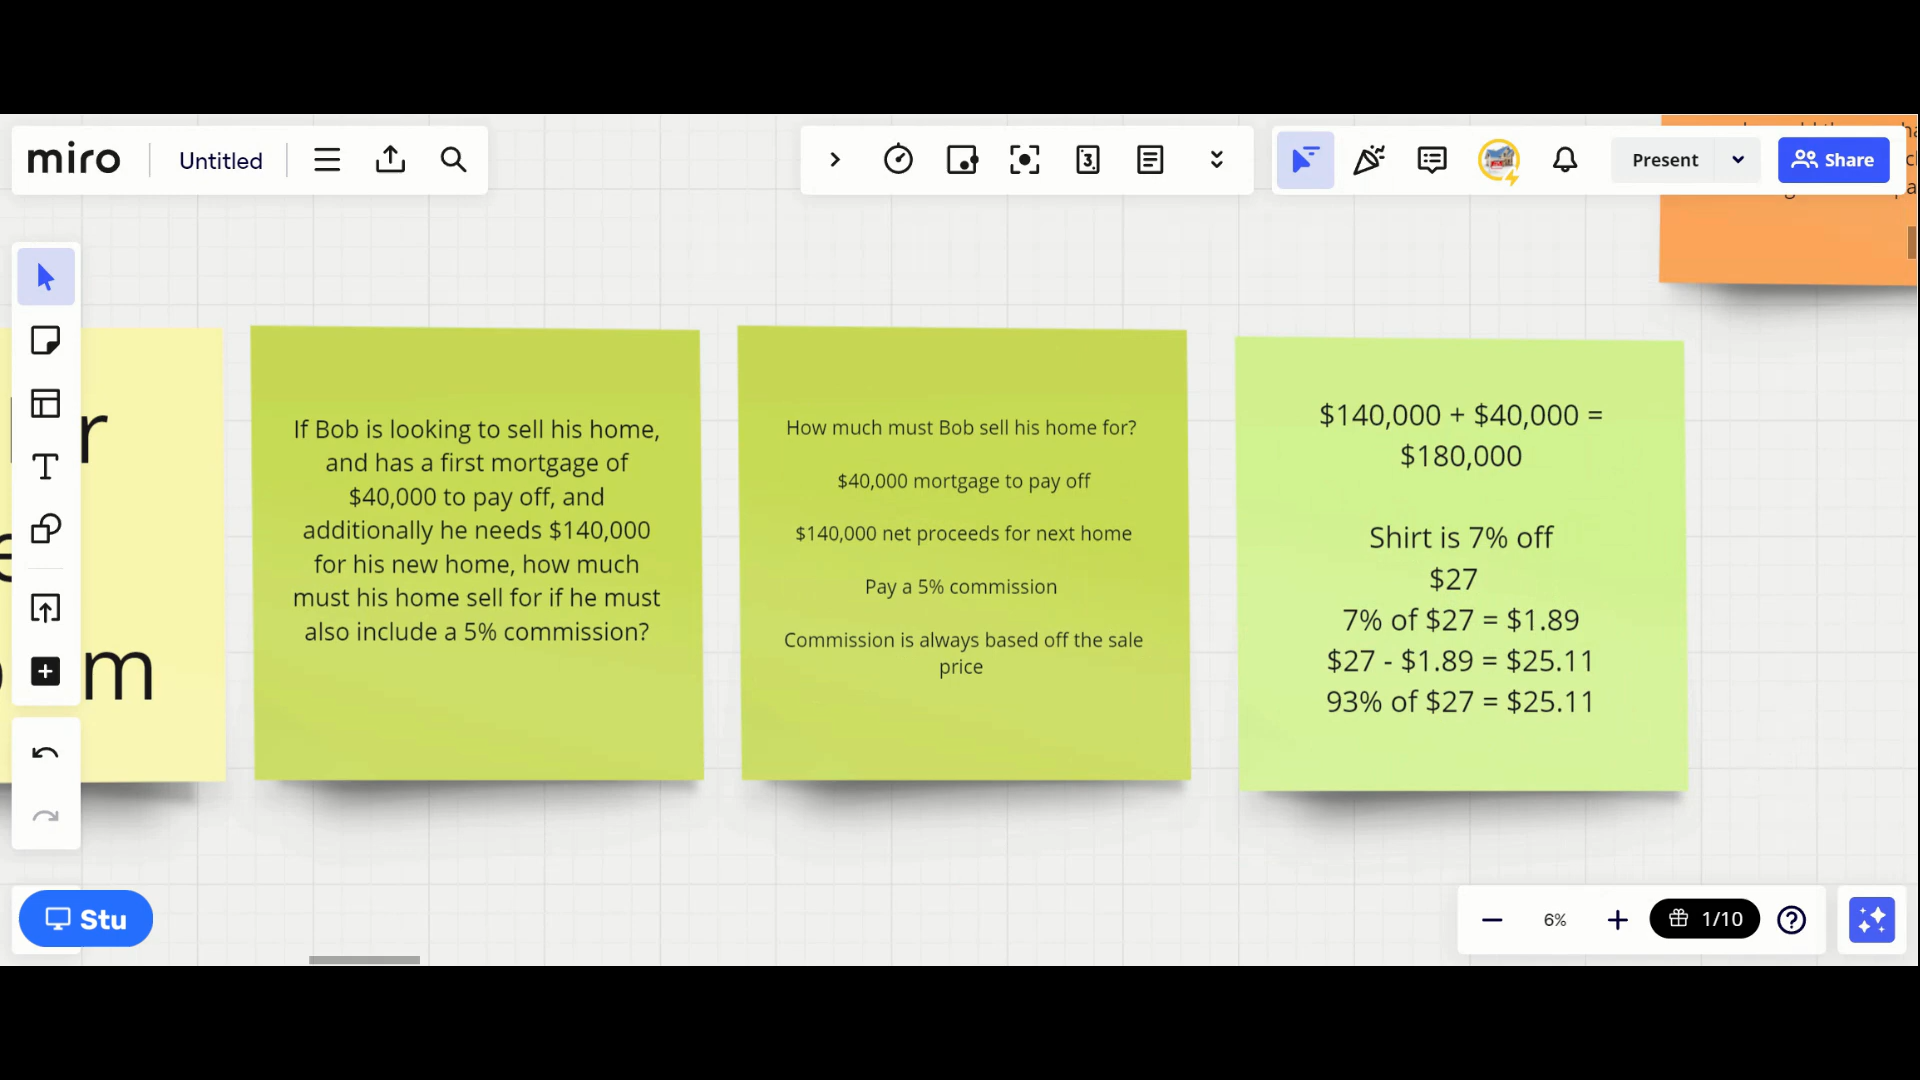 miro
Untitled
3
Present
Share
r
m
If Bob is looking to sell his home,
and has a first mortgage of
$40,000 to pay off, and
additionally he needs $140,000
for his new home, how much
must his home sell for if he must
also include a 5% commission?
How much must Bob sell his home for?
$40,000 mortgage to pay off
$140,000 net proceeds for next home
Pay a 5% commission
Commission is always based off the sale
price
$140,000 + $40,000 =
$180,000
Shirt is 7% off
$27
7% of $27 = $1.89
$27 - $1.89 = $25.11
93% of $27 = $25.11
Stu
6%
1/10